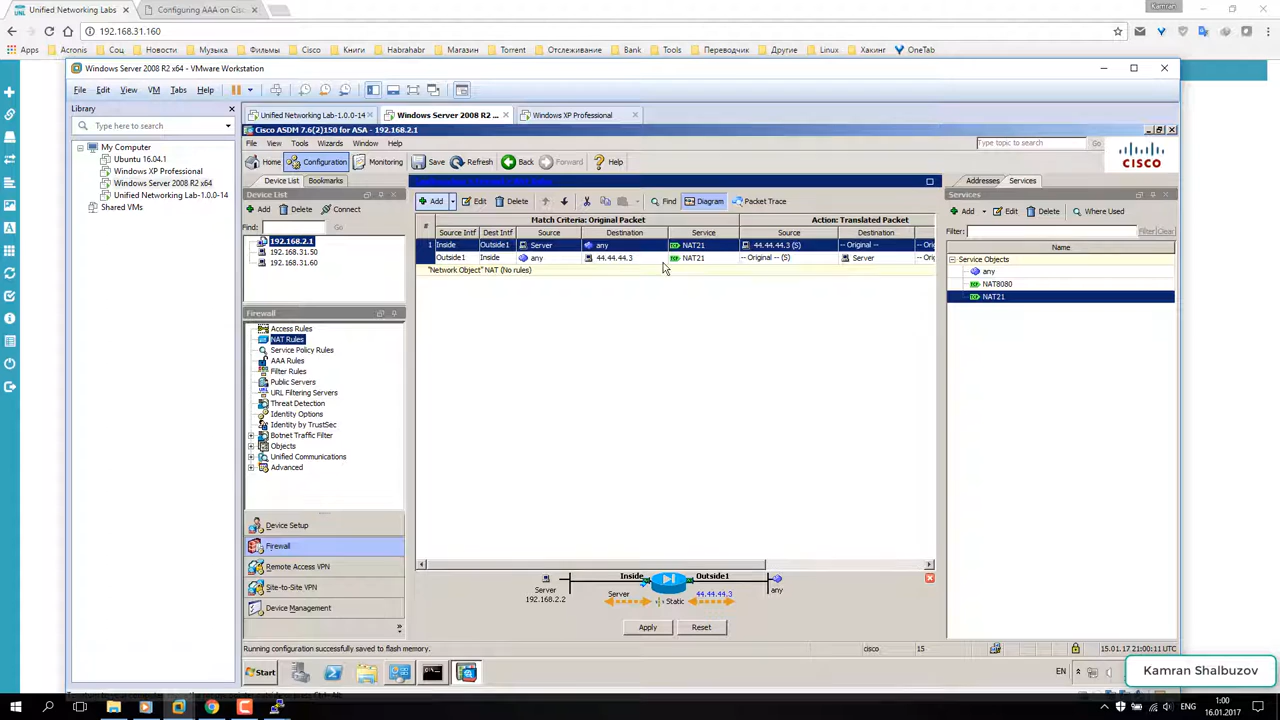 Unified Networking Labs
Configuring AAA on Cisc
Kamran
192.168.31.160
Apps
Acronis
Соц
Новости
Музыка
Фильмы
Cisco
Книги
Habrahabr
Магазин
Torrent
Отслеживание
Bank
Tools
Переводчик
Другие
Linux
Хакинг
OneTab
Windows Server 2008 R2 x64 - VMware Workstation
File Edit View VM Tabs Help
Library
Type here to search
My Computer
Ubuntu 16.04.1
Windows XP Professional
Windows Server 2008 R2 x64
Unified Networking Lab-1.0.0-14
Shared VMs
Unified Networking Lab-1.0.0-14
Windows Server 2008 R2 ...
Windows XP Professional
Cisco ASDM 7.6(2)150 for ASA - 192.168.2.1
File View Tools Wizards Window Help
Type topic to search
Go
Home Configuration Monitoring Save Refresh Back Forward Help
CISCO
Device List Bookmarks
Device List
Add Delete Connect
Find: Go
192.168.2.1
192.168.31.50
192.168.31.60
Firewall
Access Rules
NAT Rules
Service Policy Rules
AAA Rules
Filter Rules
Public Servers
URL Filtering Servers
Threat Detection
Identity Options
Identity by TrustSec
Botnet Traffic Filter
Objects
Unified Communications
Advanced
Device Setup
Firewall
Remote Access VPN
Site-to-Site VPN
Device Management
Add Edit Delete Find Diagram Packet Trace
# Match Criteria: Original Packet Action: Translated Packet
Source Intf Dest Intf Source Destination Service Source Destination
1 Inside Outside1 Server any NAT21 44.44.44.3 (S) -- Original -- -- Ori
Outside1 Inside any 44.44.44.3 NAT21 -- Original -- (S) Server -- Ori
"Network Object" NAT (No rules)
Inside Outside1
Server
192.168.2.2
Server
Static
44.44.44.3
any
Apply Reset
Addresses Services
Services
Add Edit Delete Where Used
Filter: Filter Clear
Name
Service Objects
any
NAT8080
NAT21
Running configuration successfully saved to flash memory.
cisco
15
15.01.17 21:00:11 UTC
Start
EN
Kamran Shalbuzov
ENG
1:00
16.01.2017